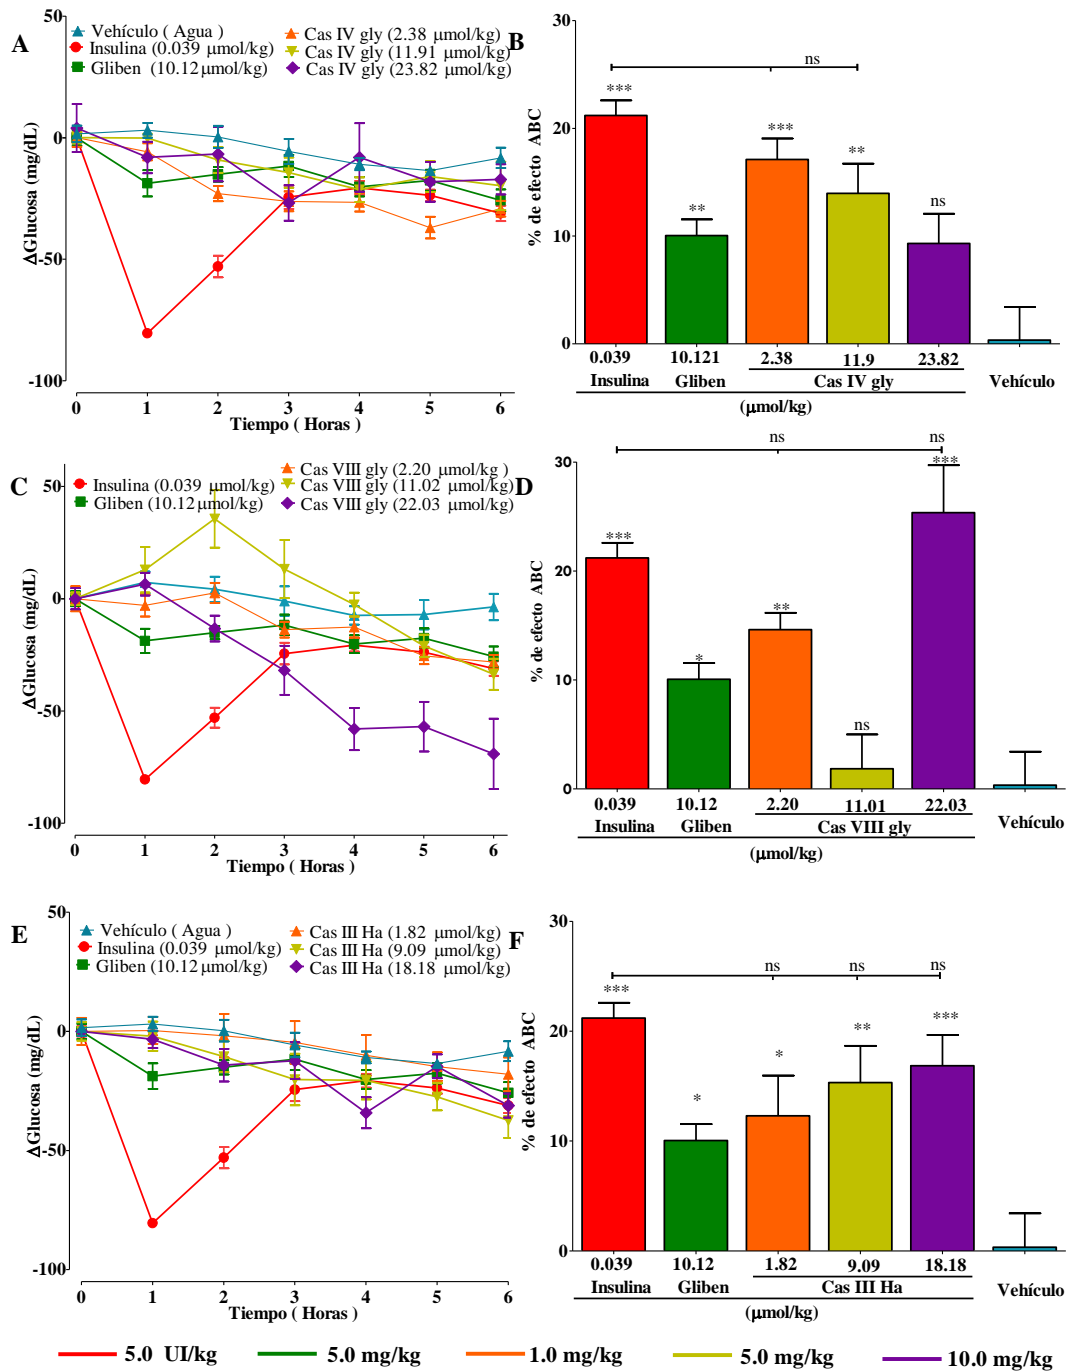 A
Vehículo ( Agua )
Insulina (0.039 μmol/kg)
Gliben (10.12 μmol/kg)
Cas IV gly (2.38 μmol/kg)
Cas IV gly (11.91 μmol/kg)
Cas IV gly (23.82 μmol/kg)
ΔGlucosa (mg/dL)
50
0
-50
-100
0 1 2 3 4 5 6
Tiempo ( Horas )
B
% de efecto ABC
30
20
10
0
ns
*** ** *** ** ns
0.039 10.121 2.38 11.9 23.82
Insulina Gliben Cas IV gly Vehículo
(μmol/kg)
C
Insulina (0.039 μmol/kg)
Gliben (10.12 μmol/kg)
Cas VIII gly (2.20 μmol/kg )
Cas VIII gly (11.02 μmol/kg)
Cas VIII gly (22.03 μmol/kg)
ΔGlucosa (mg/dL)
50
0
-50
-100
0 1 2 3 4 5 6
Tiempo ( Horas )
D
% de efecto ABC
30
20
10
0
ns ns
*** * ** ns ***
0.039 10.12 2.20 11.01 22.03
Insulina Gliben Cas VIII gly Vehículo
(μmol/kg)
E
Vehículo ( Agua )
Insulina (0.039 μmol/kg)
Gliben (10.12 μmol/kg)
Cas III Ha (1.82 μmol/kg)
Cas III Ha (9.09 μmol/kg)
Cas III Ha (18.18 μmol/kg)
ΔGlucosa (mg/dL)
50
0
-50
-100
0 1 2 3 4 5 6
Tiempo ( Horas )
F
% de efecto ABC
30
20
10
0
ns ns ns
*** * * ** ***
0.039 10.12 1.82 9.09 18.18
Insulina Gliben Cas III Ha Vehículo
(μmol/kg)
5.0 UI/kg 5.0 mg/kg 1.0 mg/kg 5.0 mg/kg 10.0 mg/kg